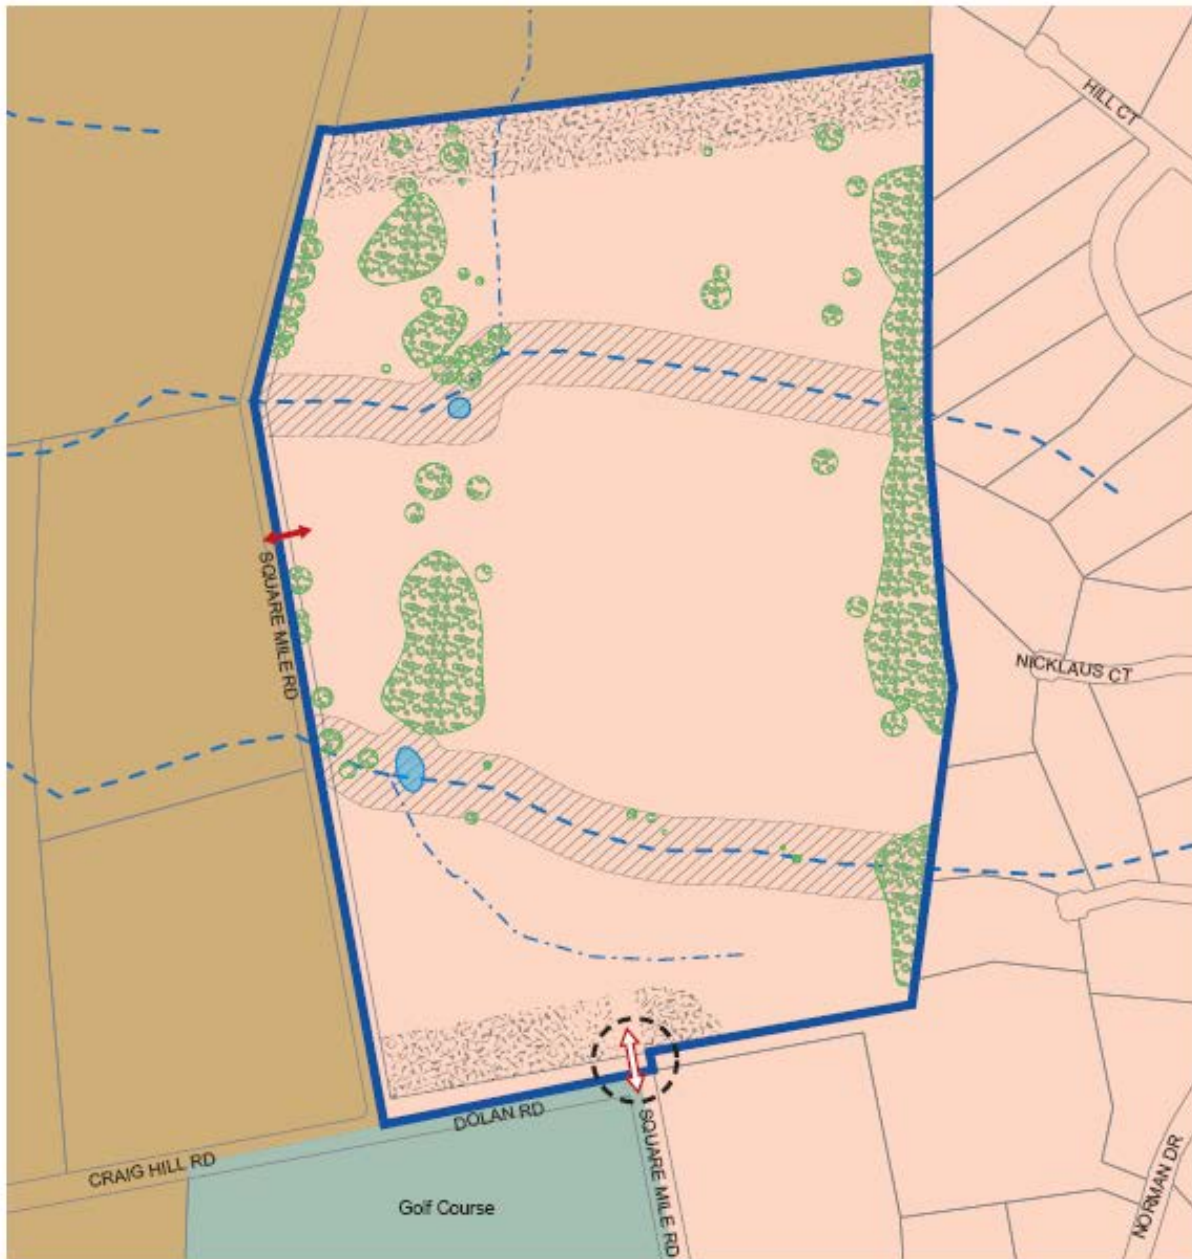 HILL CT
SQUARE MILE RD
NICKLAUS CT
DOLAN RD
CRAIG HILL RD
Golf Course
SQUARE MILE RD
NORMAN DR